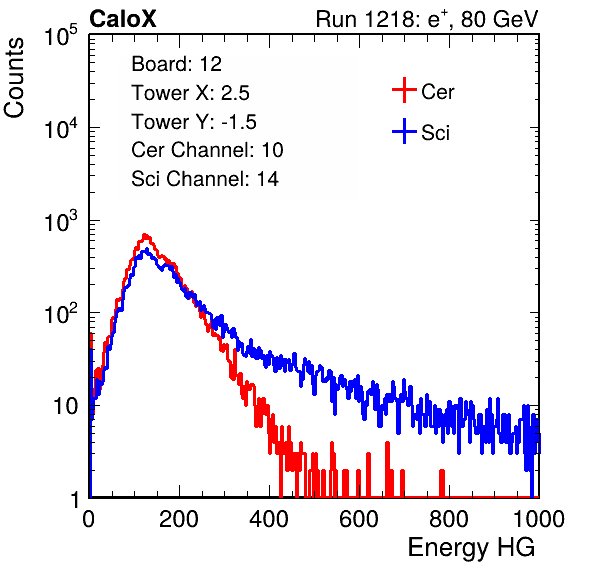 CaloX Run 1218: e⁺, 80 GeV
Counts
Board: 12
Tower X: 2.5
Tower Y: -1.5
Cer Channel: 10
Sci Channel: 14
Cer
Sci
10⁵
10⁴
10³
10²
10
1
0 200 400 600 800 1000
Energy HG